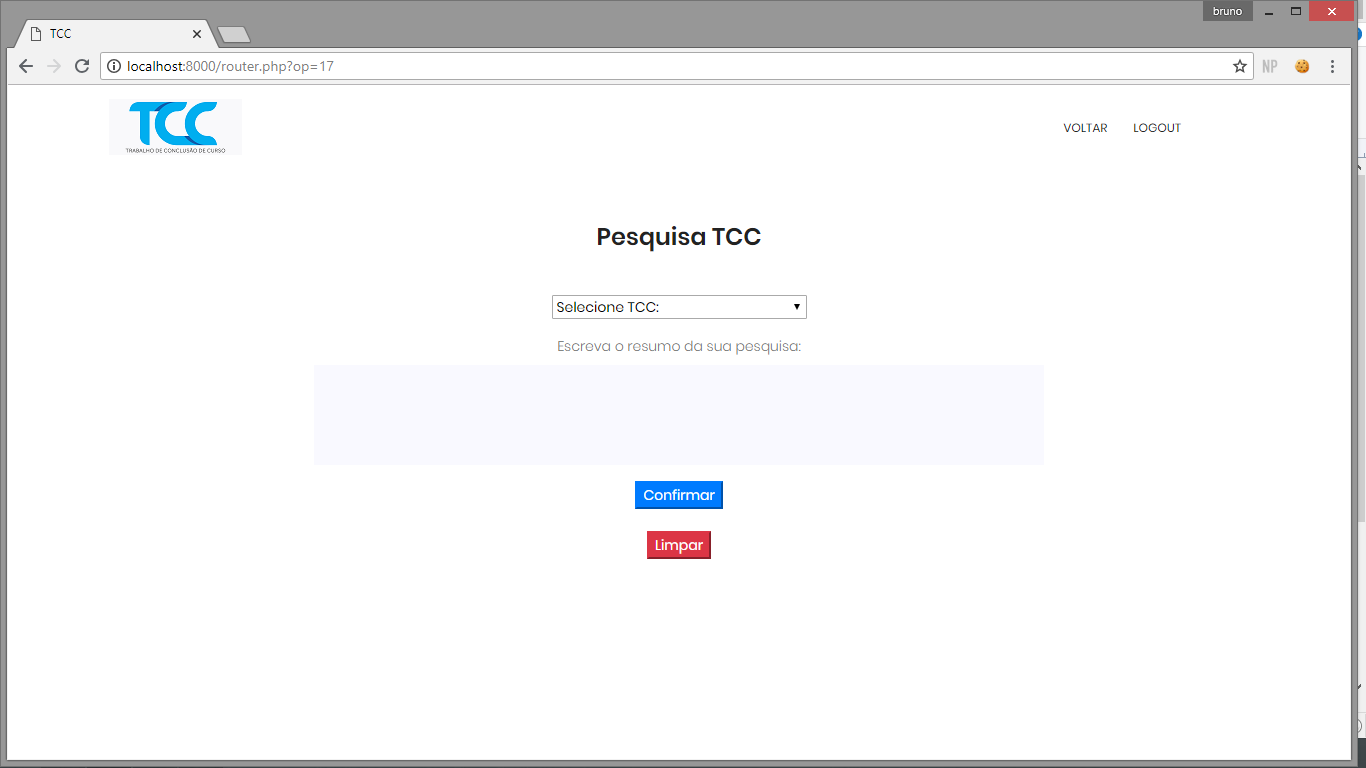 bruno
TCC
localhost:8000/router.php?op=17
NP
TCC
TRABALHO DE CONCLUSÃO DE CURSO
VOLTAR LOGOUT
Pesquisa TCC
Selecione TCC:
Escreva o resumo da sua pesquisa:
Confirmar
Limpar